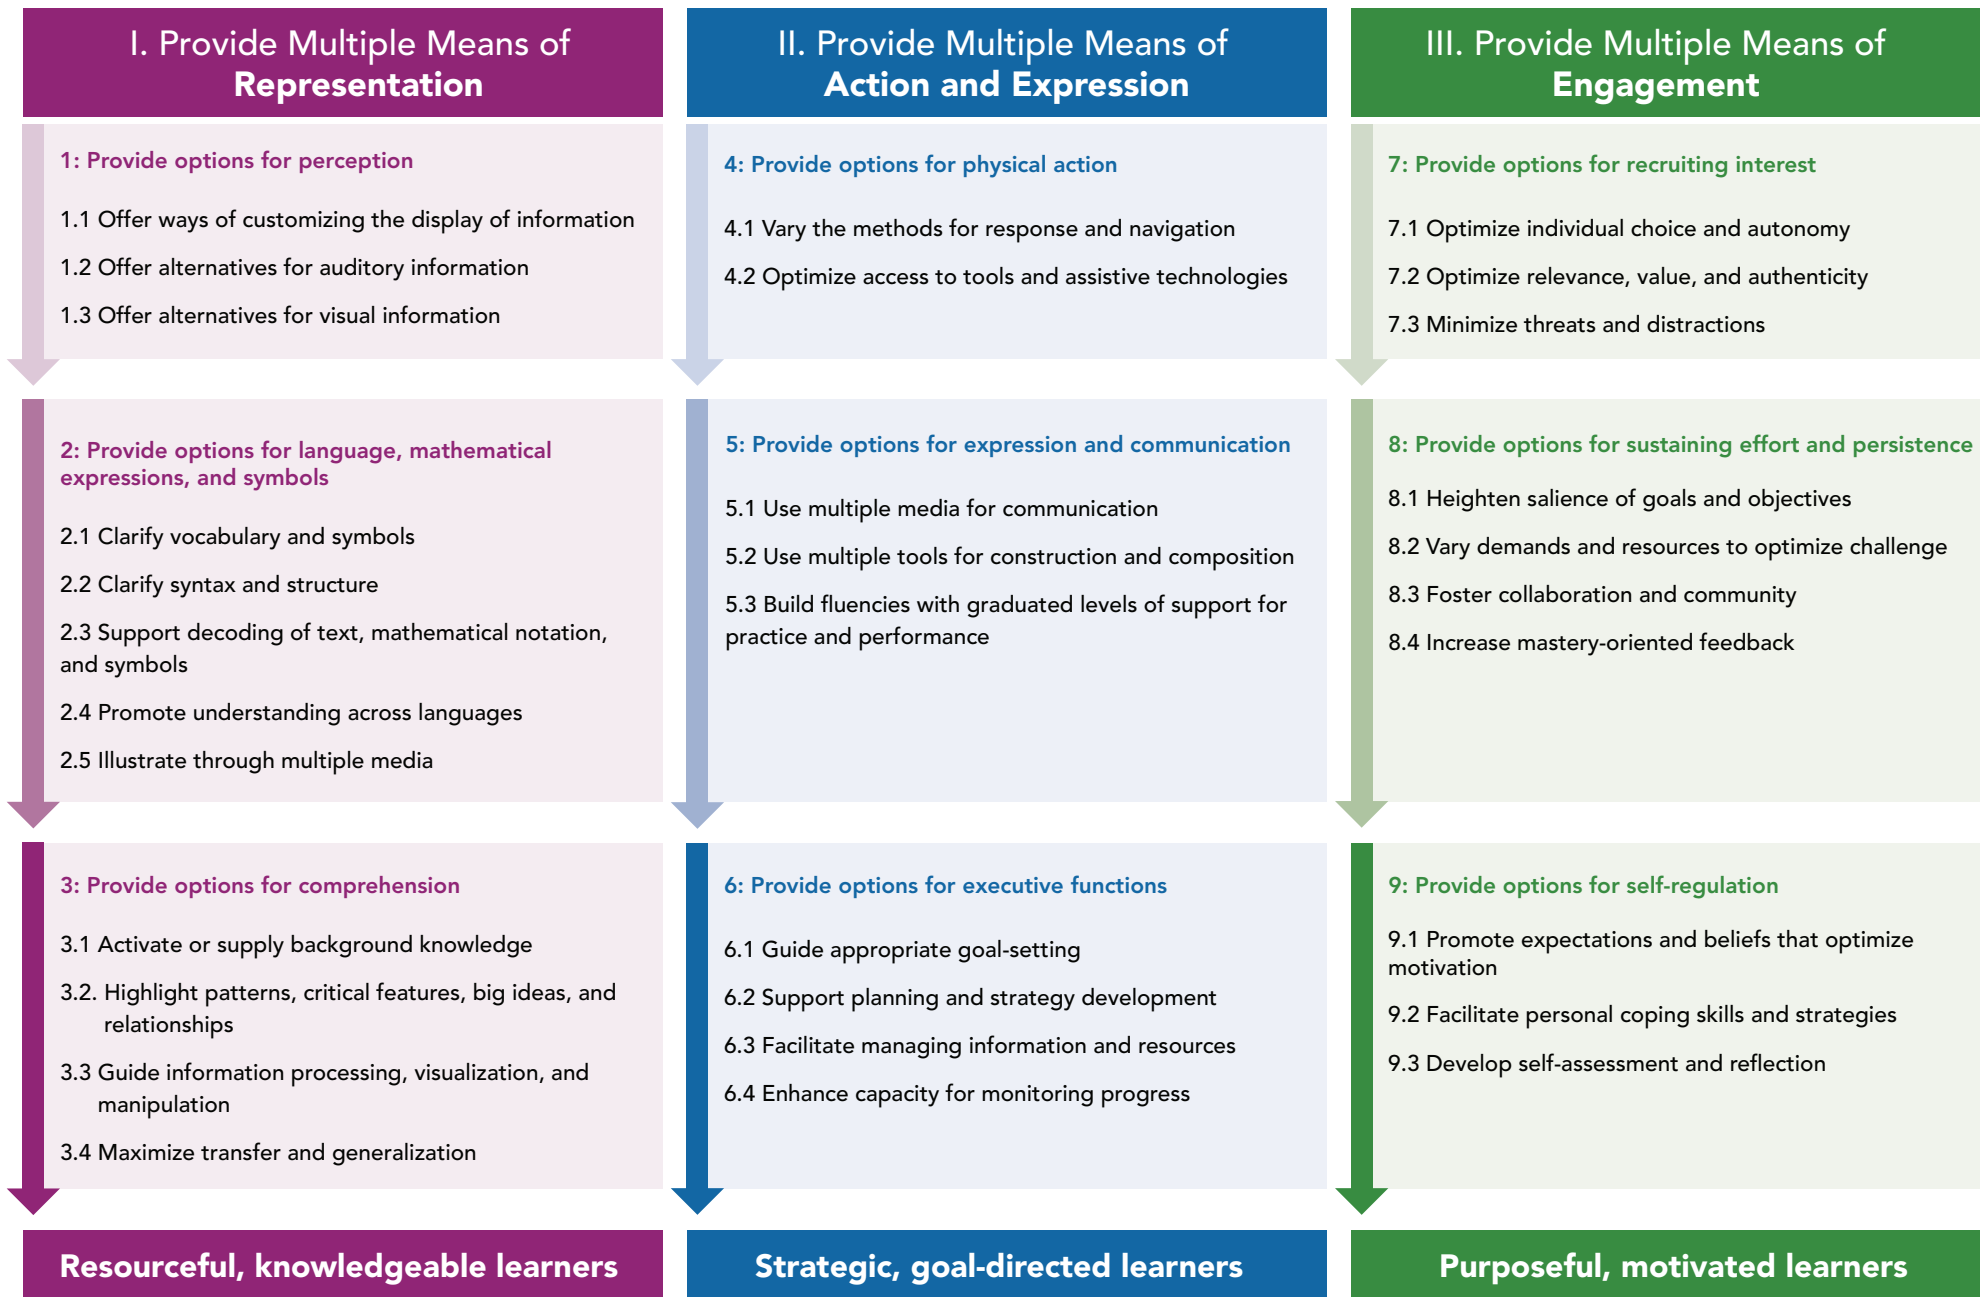 I. Provide Multiple Means of
Representation
1: Provide options for perception
1.1 Offer ways of customizing the display of information
1.2 Offer alternatives for auditory information
1.3 Offer alternatives for visual information
2: Provide options for language, mathematical
expressions, and symbols
2.1 Clarify vocabulary and symbols
2.2 Clarify syntax and structure
2.3 Support decoding of text, mathematical notation,
and symbols
2.4 Promote understanding across languages
2.5 Illustrate through multiple media
3: Provide options for comprehension
3.1 Activate or supply background knowledge
3.2. Highlight patterns, critical features, big ideas, and
relationships
3.3 Guide information processing, visualization, and
manipulation
3.4 Maximize transfer and generalization
Resourceful, knowledgeable learners
II. Provide Multiple Means of
Action and Expression
4: Provide options for physical action
4.1 Vary the methods for response and navigation
4.2 Optimize access to tools and assistive technologies
5: Provide options for expression and communication
5.1 Use multiple media for communication
5.2 Use multiple tools for construction and composition
5.3 Build fluencies with graduated levels of support for
practice and performance
6: Provide options for executive functions
6.1 Guide appropriate goal-setting
6.2 Support planning and strategy development
6.3 Facilitate managing information and resources
6.4 Enhance capacity for monitoring progress
Strategic, goal-directed learners
III. Provide Multiple Means of
Engagement
7: Provide options for recruiting interest
7.1 Optimize individual choice and autonomy
7.2 Optimize relevance, value, and authenticity
7.3 Minimize threats and distractions
8: Provide options for sustaining effort and persistence
8.1 Heighten salience of goals and objectives
8.2 Vary demands and resources to optimize challenge
8.3 Foster collaboration and community
8.4 Increase mastery-oriented feedback
9: Provide options for self-regulation
9.1 Promote expectations and beliefs that optimize
motivation
9.2 Facilitate personal coping skills and strategies
9.3 Develop self-assessment and reflection
Purposeful, motivated learners